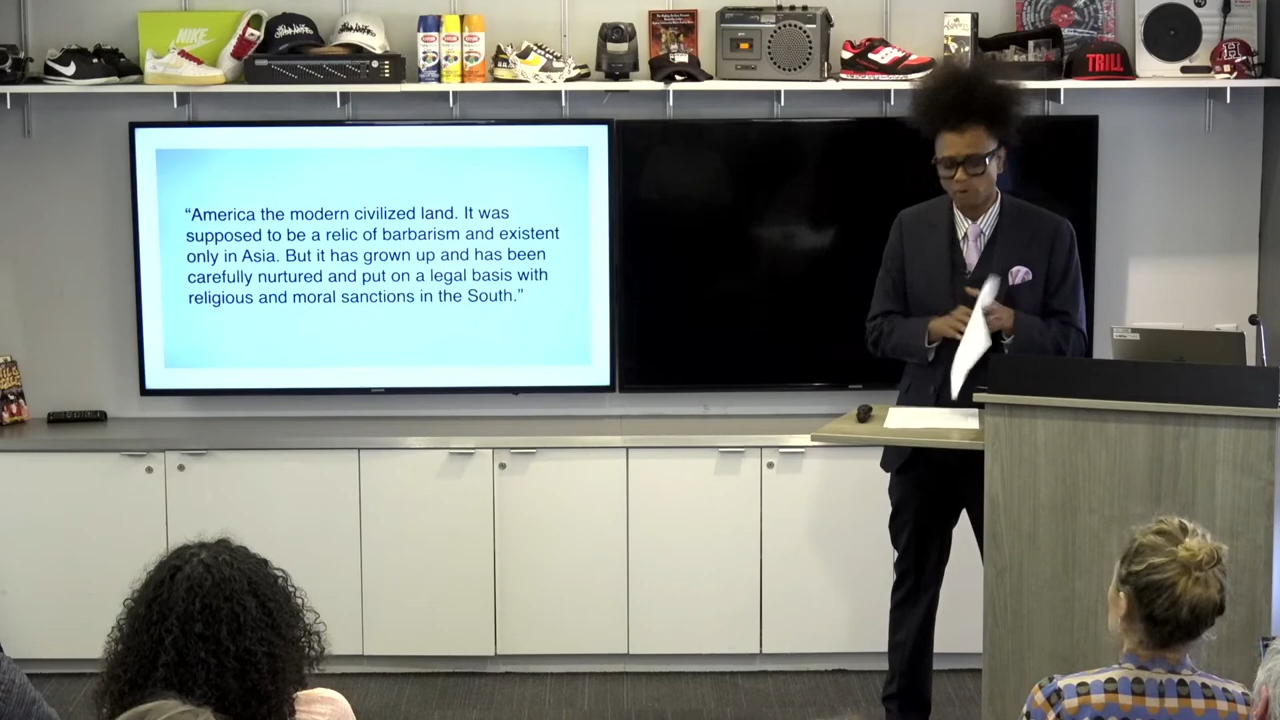 NIKE
TRILL
“America the modern civilized land. It was
supposed to be a relic of barbarism and existent
only in Asia. But it has grown up and has been
carefully nurtured and put on a legal basis with
religious and moral sanctions in the South.”